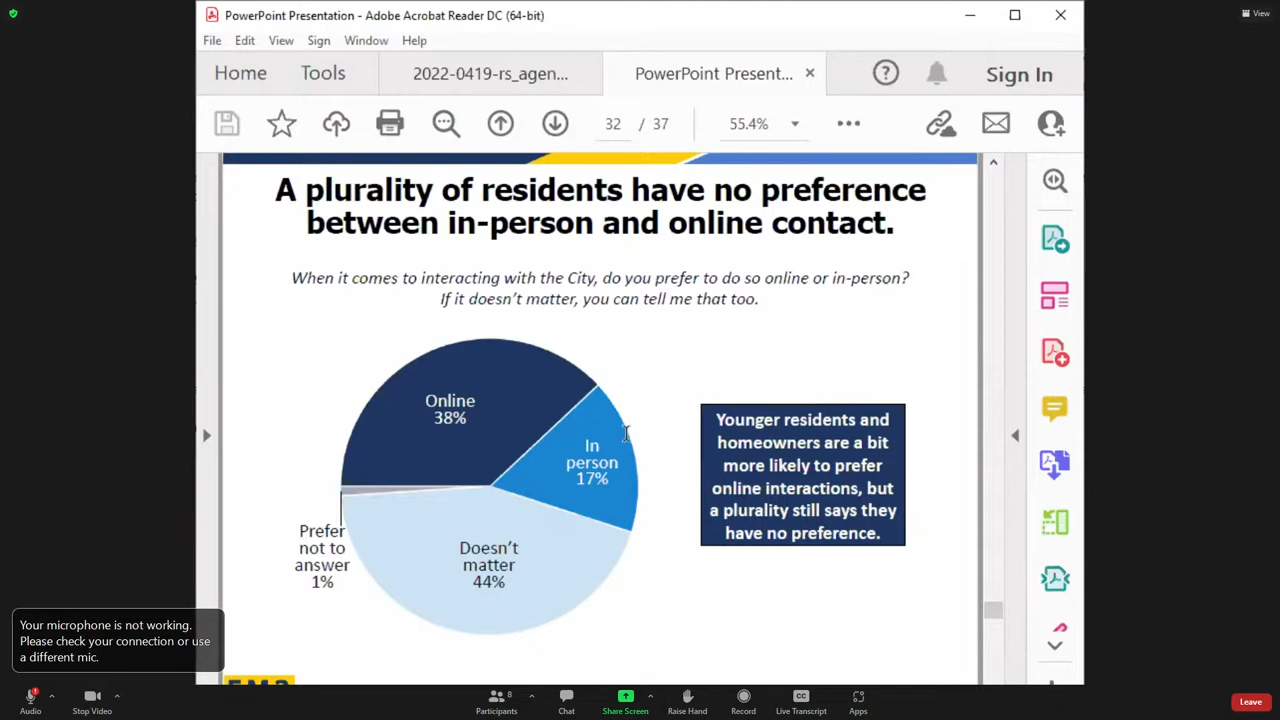 PowerPoint Presentation - Adobe Acrobat Reader DC (64-bit)
View
File Edit View Sign Window Help
Home Tools 2022-0419-rs_agen... PowerPoint Present... Sign In
32 / 37 55.4%
A plurality of residents have no preference
between in-person and online contact.
When it comes to interacting with the City, do you prefer to do so online or in-person?
If it doesn't matter, you can tell me that too.
Online
38%
In
person
17%
Prefer
not to
answer
1%
Doesn't
matter
44%
Younger residents and
homeowners are a bit
more likely to prefer
online interactions, but
a plurality still says they
have no preference.
Your microphone is not working.
Please check your connection or use
a different mic.
Audio Stop Video Participants 8 Chat Share Screen Raise Hand Record Live Transcript Apps Leave